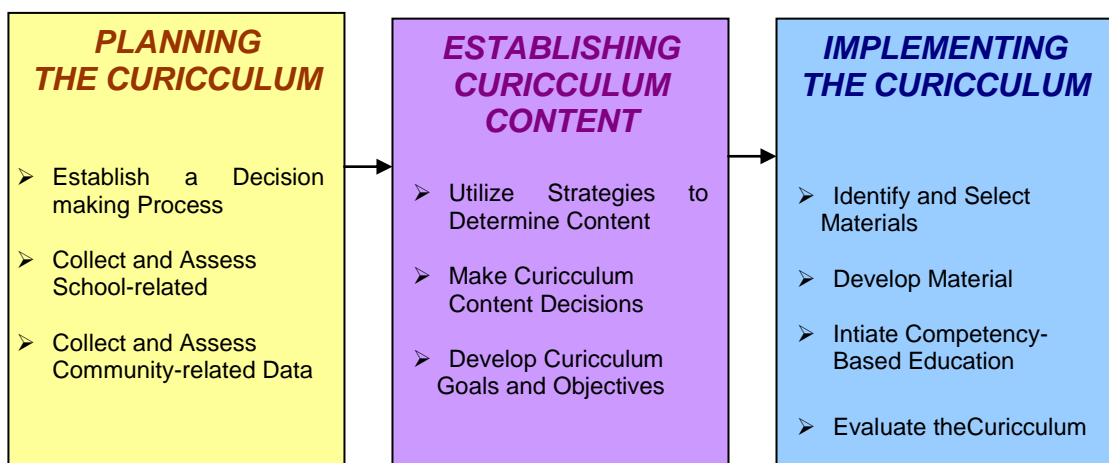 PLANNING
THE CURICCULUM
➢ Establish a Decision
making Process
➢ Collect and Assess
School-related
➢ Collect and Assess
Community-related Data
ESTABLISHING
CURICCULUM
CONTENT
➢ Utilize Strategies to
Determine Content
➢ Make Curicculum
Content Decisions
➢ Develop Curicculum
Goals and Objectives
IMPLEMENTING
THE CURICCULUM
➢ Identify and Select
Materials
➢ Develop Material
➢ Intiate Competency-
Based Education
➢ Evaluate theCuricculum